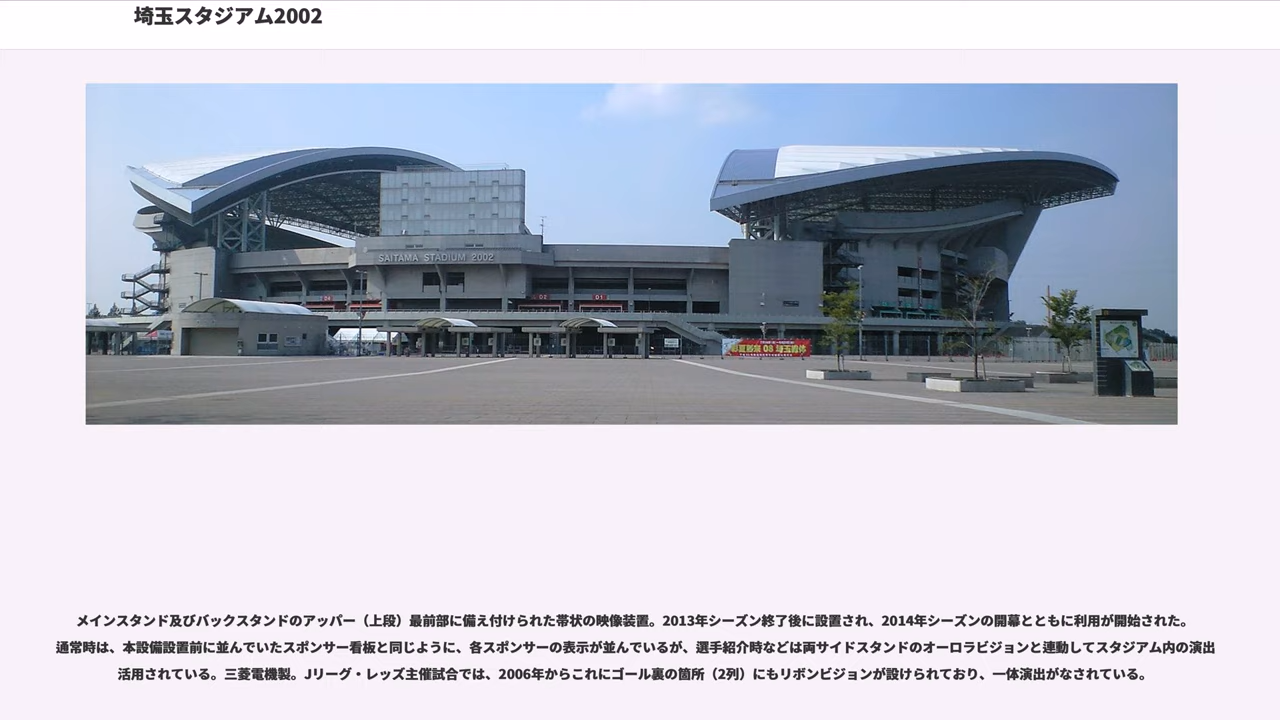 埼玉スタジアム2002
SAITAMA STADIUM 2002
D4
D2
D1
メインスタンド及びバックスタンドのアッパー（上段）最前部に備え付けられた帯状の映像装置。2013年シーズン終了後に設置され、2014年シーズンの開幕とともに利用が開始された。
通常時は、本設備設置前に並んでいたスポンサー看板と同じように、各スポンサーの表示が並んでいるが、選手紹介時などは両サイドスタンドのオーロラビジョンと連動してスタジアム内の演出
活用されている。三菱電機製。Jリーグ・レッズ主催試合では、2006年からこれにゴール裏の箇所（2列）にもリボンビジョンが設けられており、一体演出がなされている。